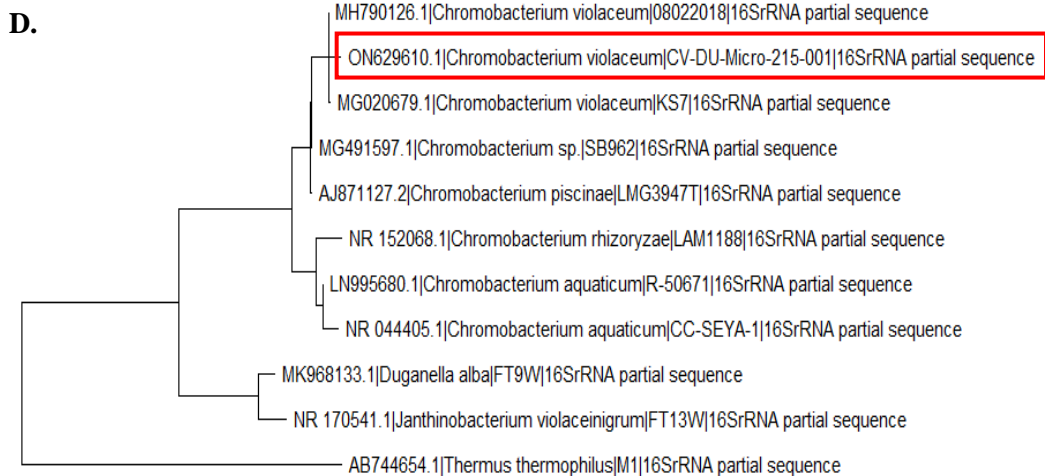 D.
MH790126.1|Chromobacterium violaceum|08022018|16SrRNA partial sequence
ON629610.1|Chromobacterium violaceum|CV-DU-Micro-215-001|16SrRNA partial sequence
MG020679.1|Chromobacterium violaceum|KS7|16SrRNA partial sequence
MG491597.1|Chromobacterium sp.|SB962|16SrRNA partial sequence
AJ871127.2|Chromobacterium piscinae|LMG3947T|16SrRNA partial sequence
NR 152068.1|Chromobacterium rhizoryzae|LAM1188|16SrRNA partial sequence
LN995680.1|Chromobacterium aquaticum|R-50671|16SrRNA partial sequence
NR 044405.1|Chromobacterium aquaticum|CC-SEYA-1|16SrRNA partial sequence
MK968133.1|Duganella alba|FT9W|16SrRNA partial sequence
NR 170541.1|Janthinobacterium violaceinigrum|FT13W|16SrRNA partial sequence
AB744654.1|Thermus thermophilus|M1|16SrRNA partial sequence